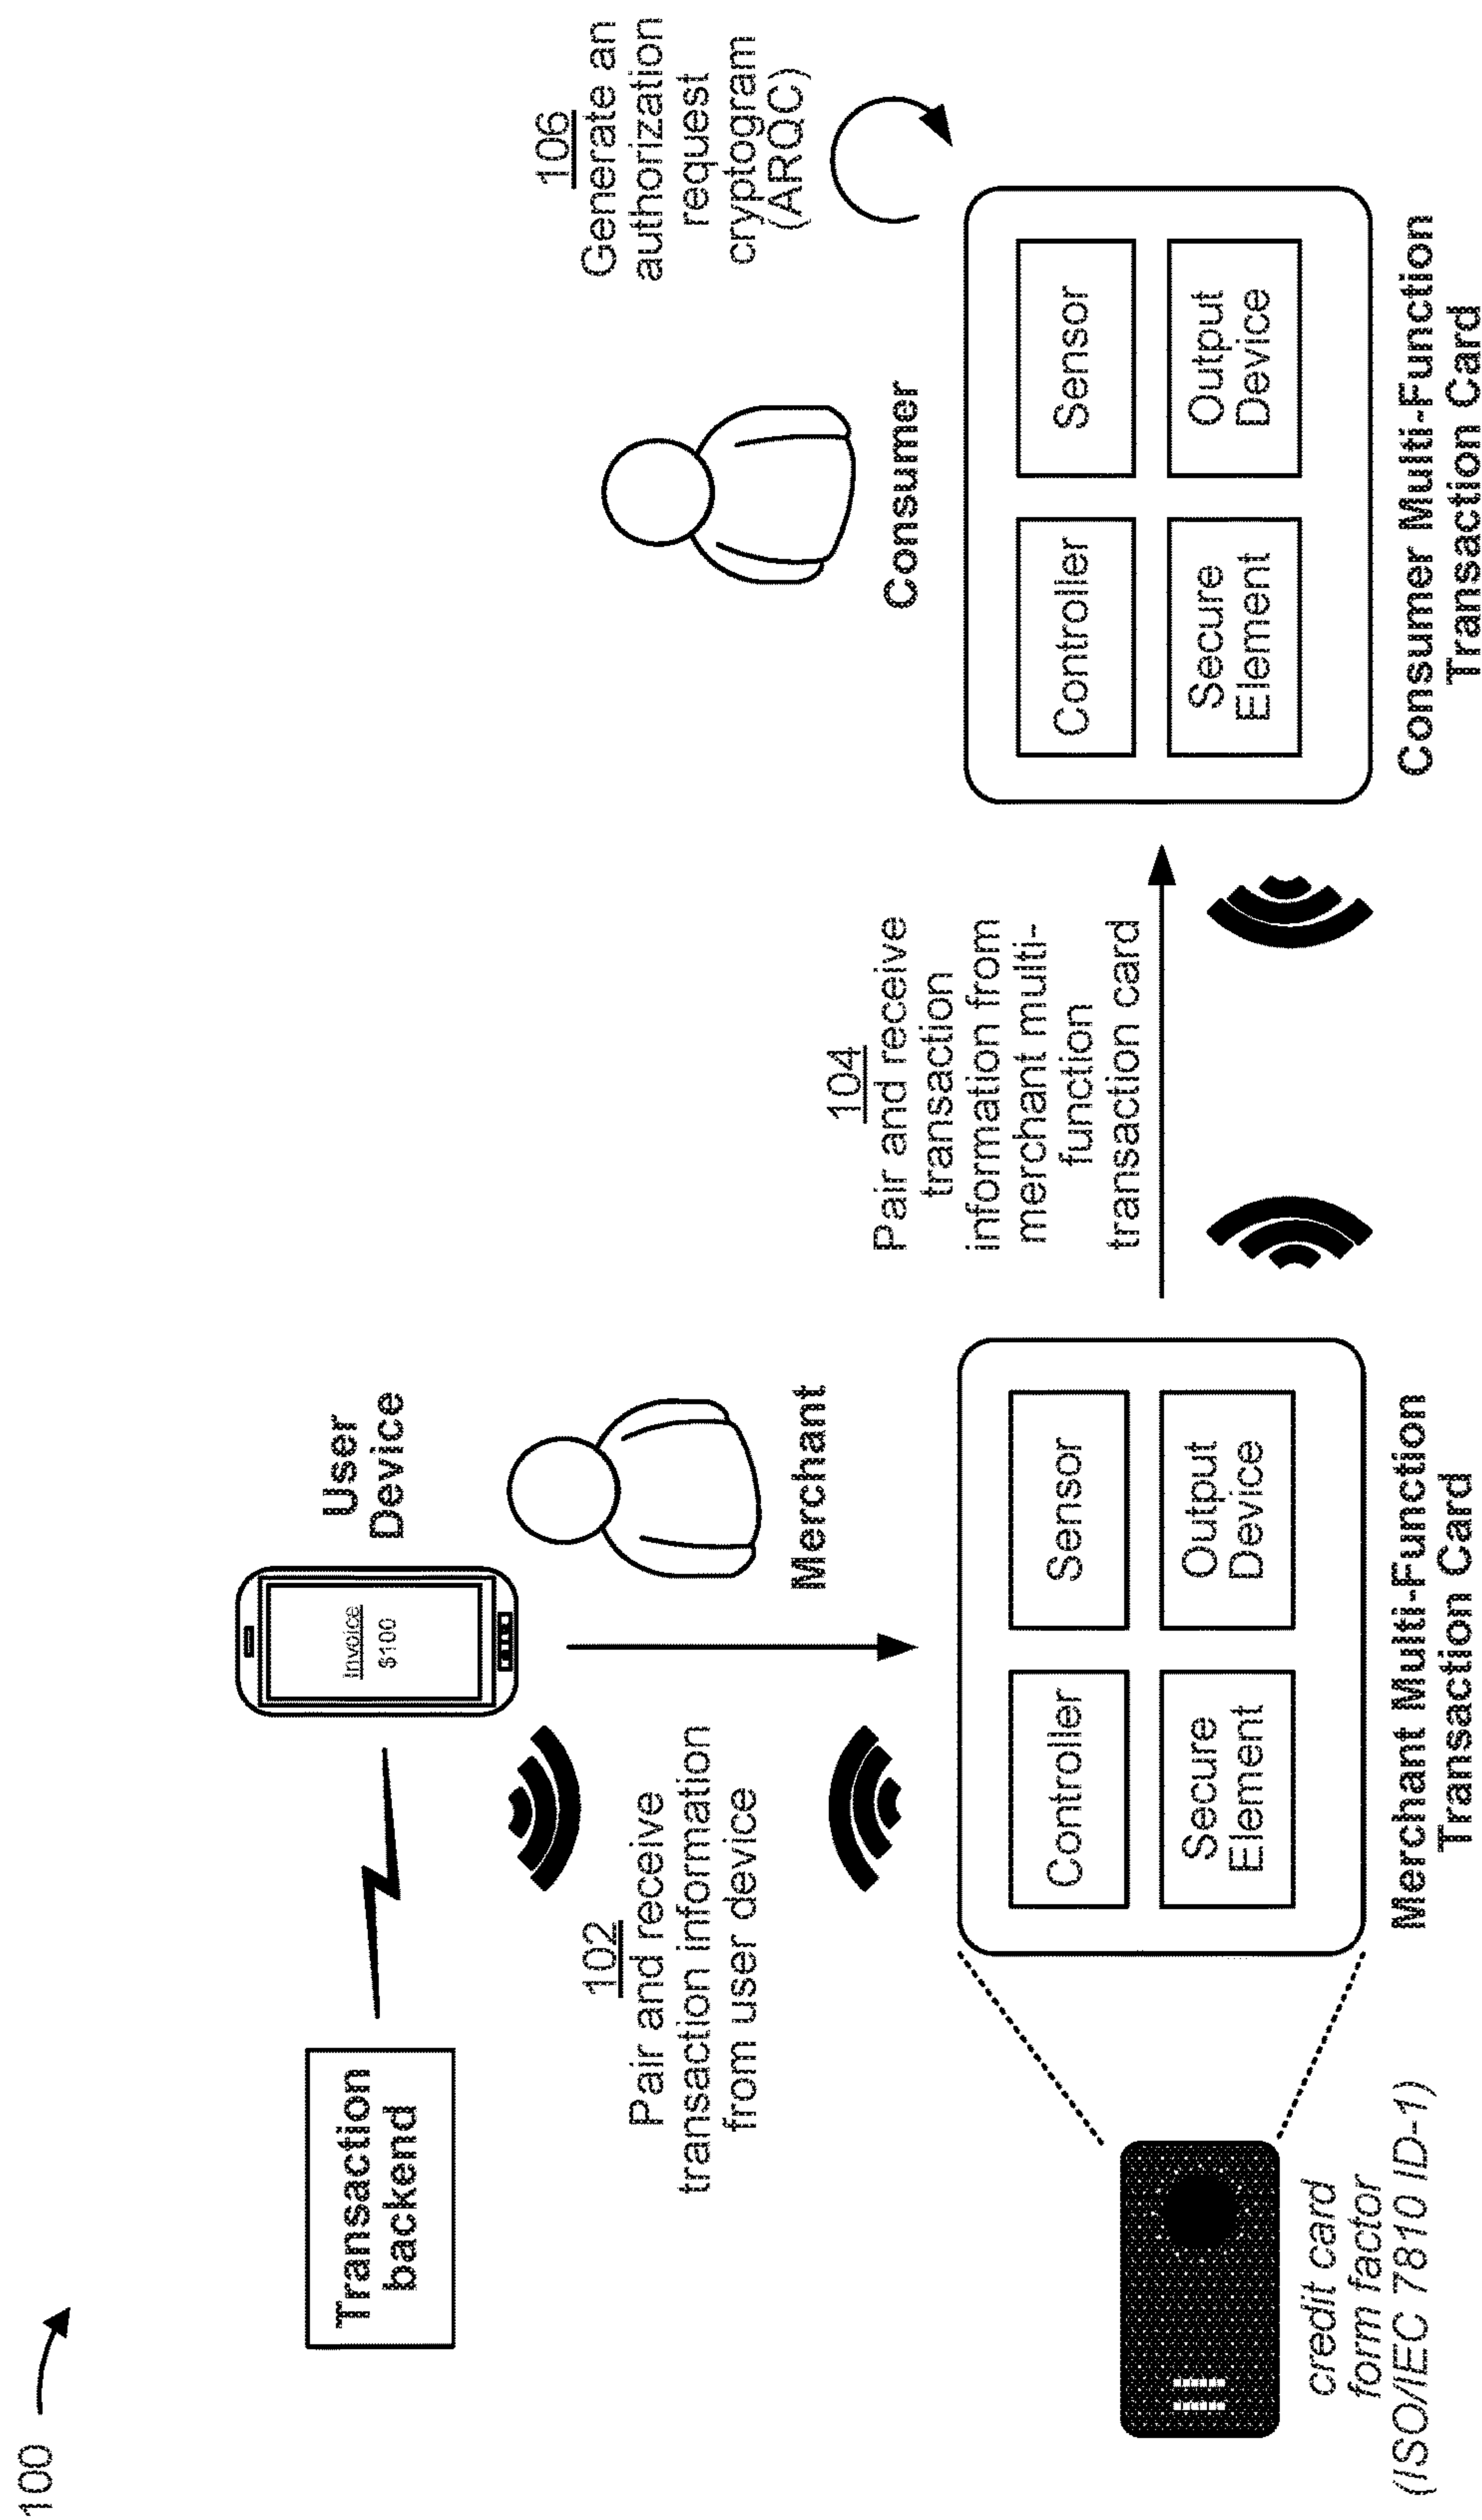 100
Transaction
backend
User
Device
Invoice
$100
102
Pair and receive
transaction information
from user device
Merchant
106
Generate an
authorization
request
cryptogram
(ARQC)
Consumer
104
Pair and receive
transaction
information from
merchant multi-
function
transaction card
credit card
form factor
(ISO/IEC 7810 ID-1)
Controller
Sensor
Secure
Element
Output
Device
Merchant Multi-Function
Transaction Card
Controller
Sensor
Secure
Element
Output
Device
Consumer Multi-Function
Transaction Card